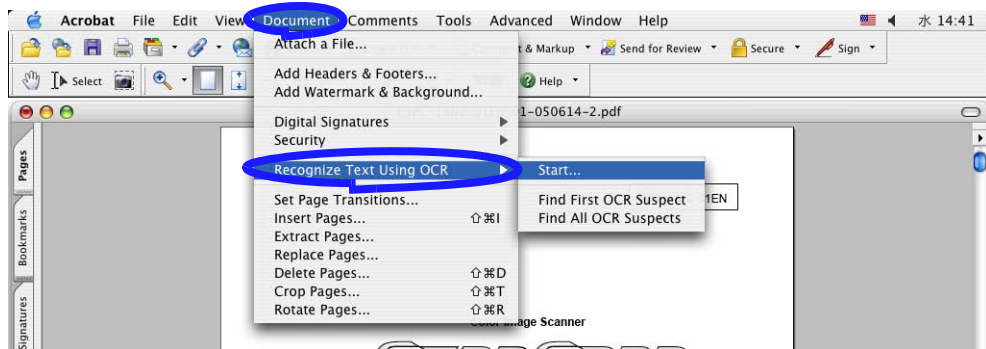 Acrobat File Edit View Document Comments Tools Advanced Window Help 水 14:41
Attach a File... & Markup Send for Review Secure Sign
Select Add Headers & Footers... Help
Add Watermark & Background...
1-050614-2.pdf
Digital Signatures
Security
Pages
Recognize Text Using OCR Start...
Set Page Transitions... Find First OCR Suspect 1EN
Insert Pages... ⇧⌘I Find All OCR Suspects
Extract Pages...
Bookmarks
Replace Pages...
Delete Pages... ⇧⌘D
Crop Pages... ⇧⌘T
Rotate Pages... ⇧⌘R
Signatures
Image Scanner